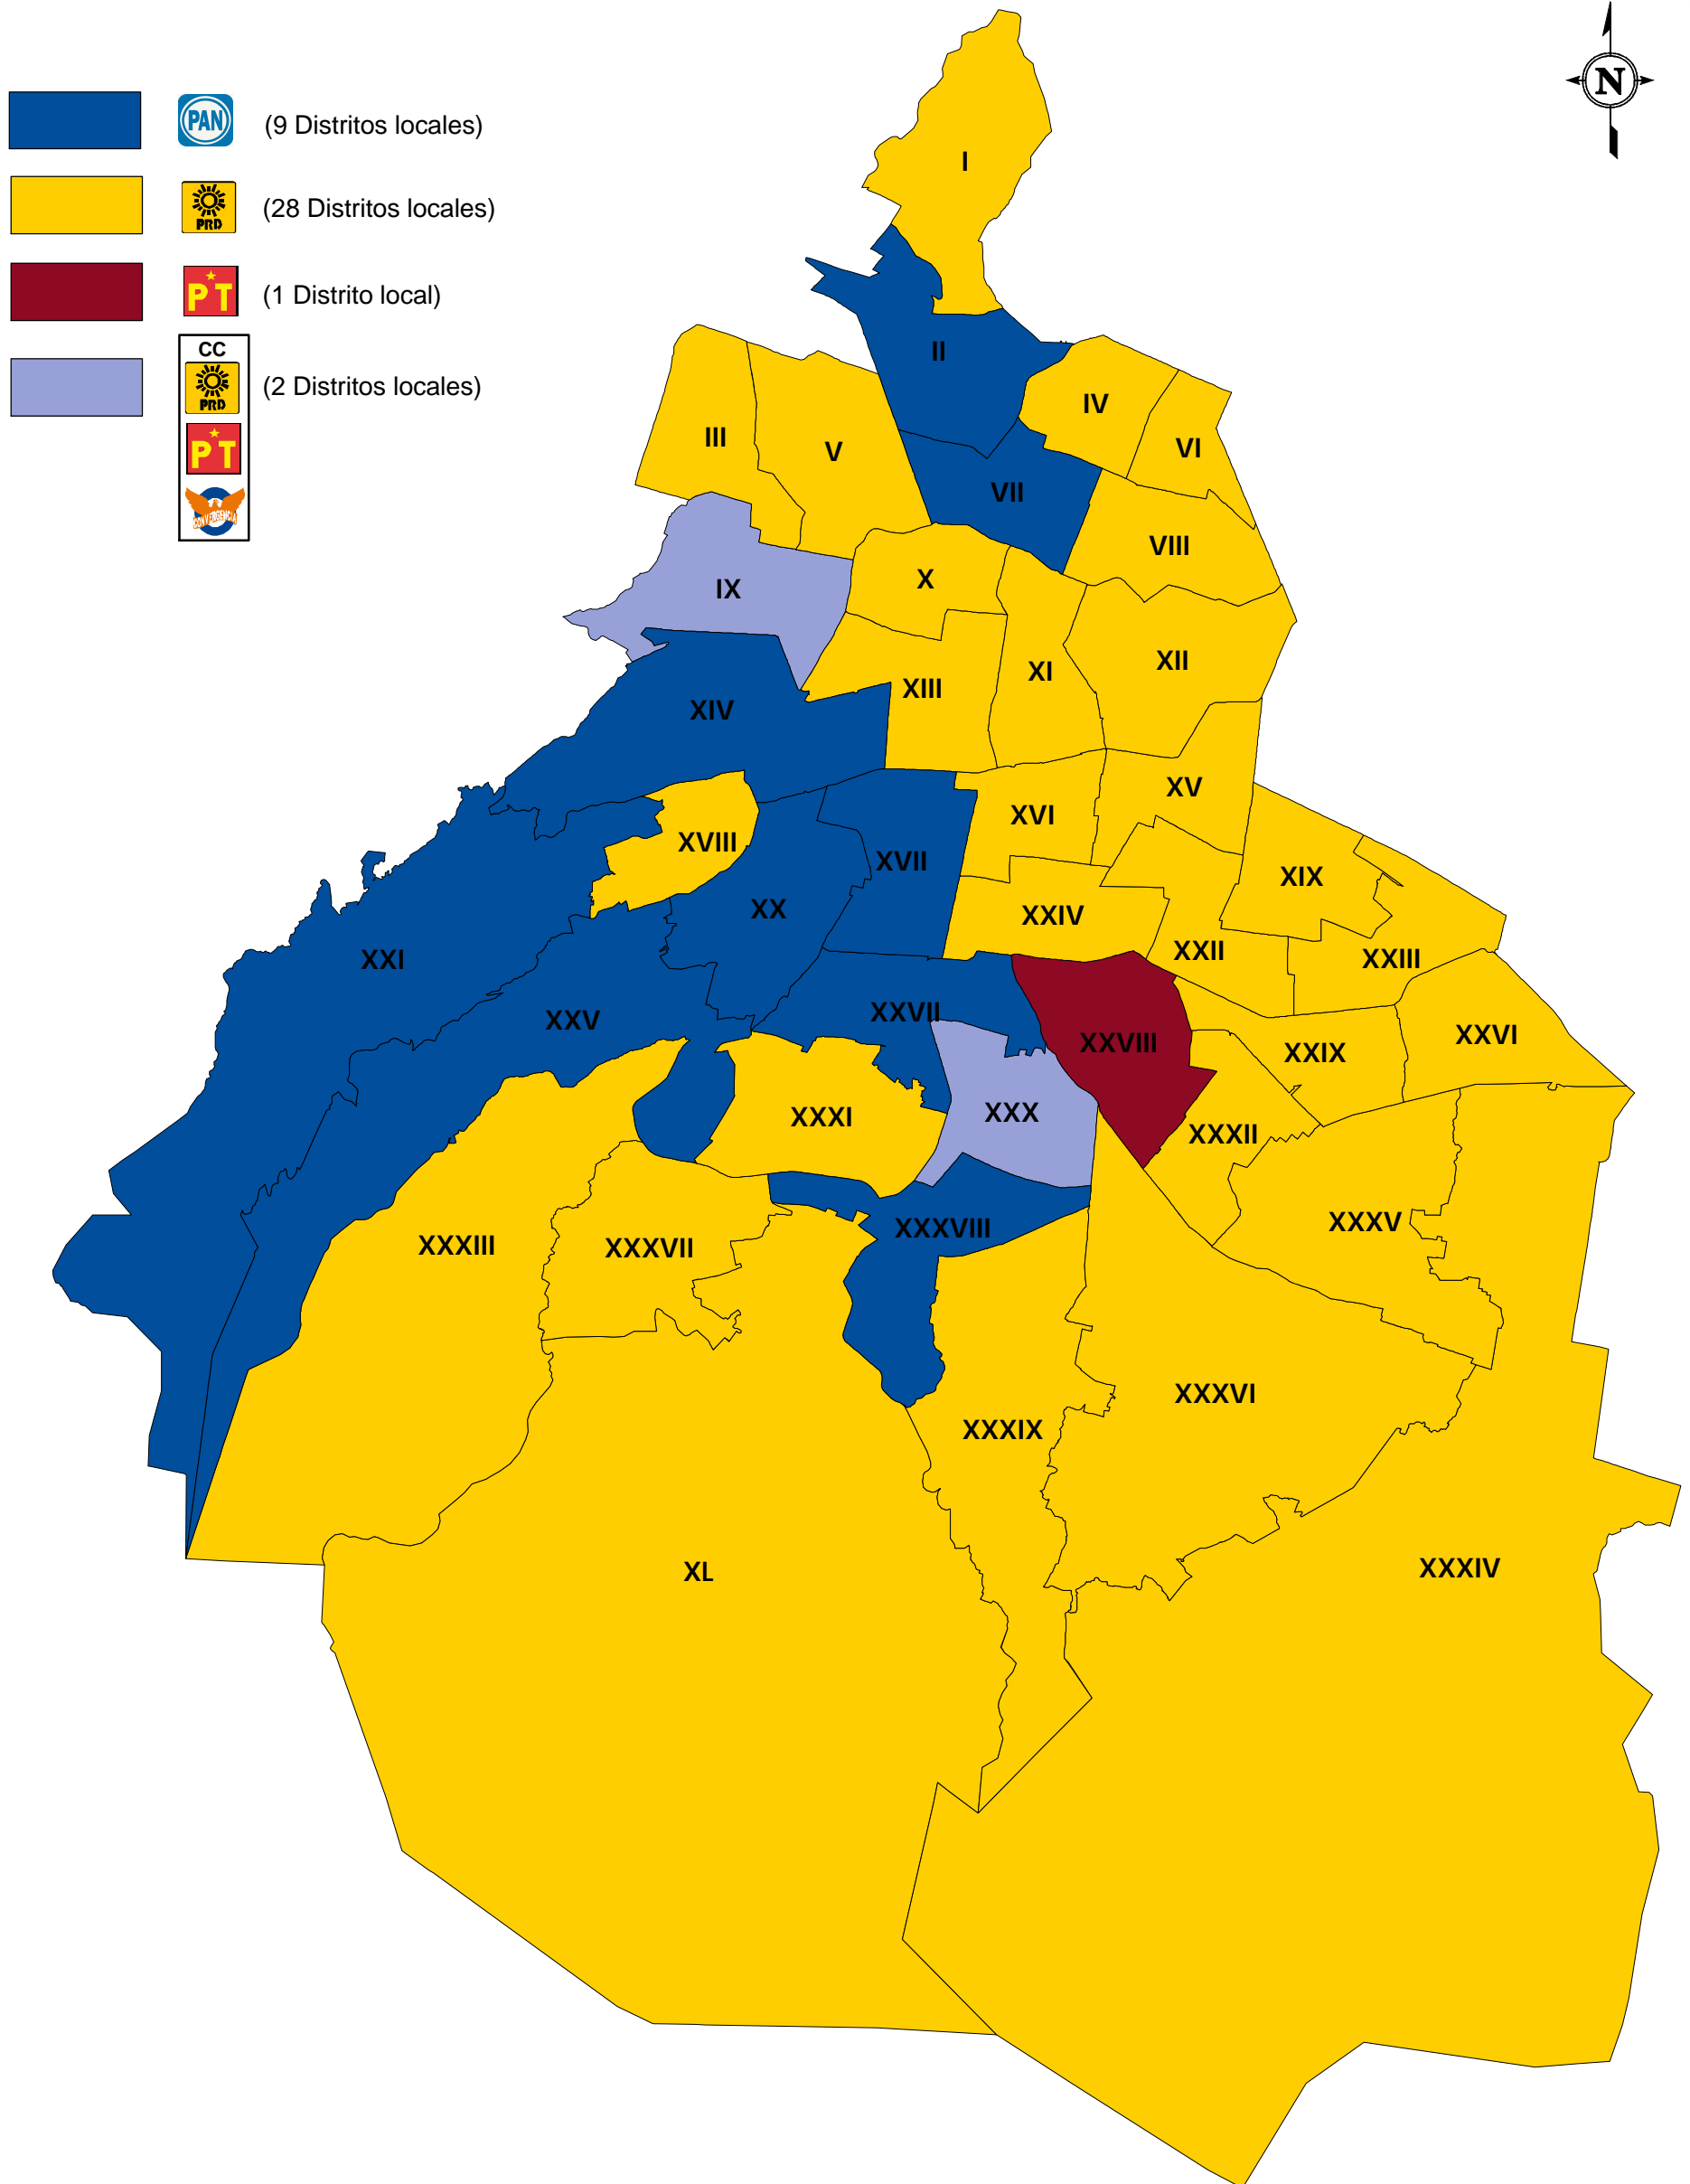 N
PAN
(9 Distritos locales)
PRD
(28 Distritos locales)
PT
(1 Distrito local)
CC
PRD
(2 Distritos locales)
PT
CONVERGENCIA
I
II
IV
III
V
VI
VII
VIII
X
IX
XII
XI
XIII
XIV
XV
XVI
XVIII
XVII
XIX
XX
XXIV
XXII
XXI
XXIII
XXVII
XXV
XXVI
XXVIII
XXIX
XXX
XXXI
XXXII
XXXV
XXXVIII
XXXIII
XXXVII
XXXVI
XXXIX
XL
XXXIV